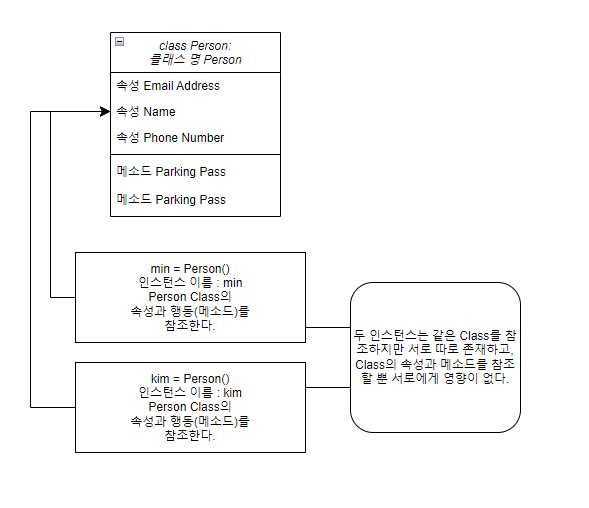 class Person:
클래스 명 Person
속성 Email Address
속성 Name
속성 Phone Number
메소드 Parking Pass
메소드 Parking Pass
min = Person()
인스턴스 이름 : min
Person Class의
속성과 행동(메소드)를
참조한다.
두 인스턴스는 같은 Class를 참
조하지만 서로 따로 존재하고,
Class의 속성과 메소드를 참조
할 뿐 서로에게 영향이 없다.
kim = Person()
인스턴스 이름 : kim
Person Class의
속성과 행동(메소드)를
참조한다.